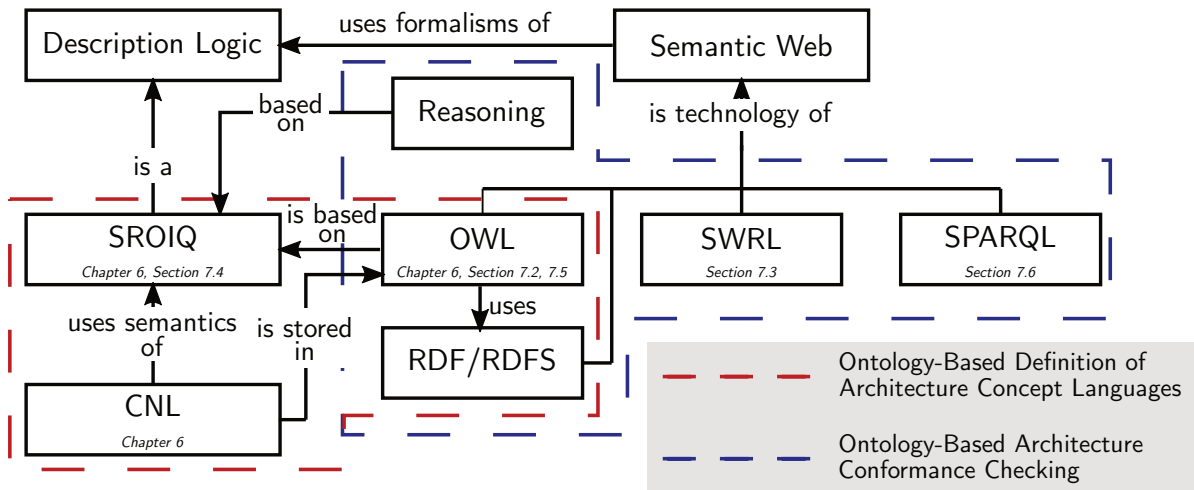 Description Logic
uses formalisms of
Semantic Web
based
on
Reasoning
is technology of
is a
SROIQ
Chapter 6, Section 7.4
is based
on
OWL
Chapter 6, Section 7.2, 7.5
SWRL
Section 7.3
SPARQL
Section 7.6
uses semantics
of
is stored
in
uses
RDF/RDFS
CNL
Chapter 6
Ontology-Based Definition of
Architecture Concept Languages
Ontology-Based Architecture
Conformance Checking